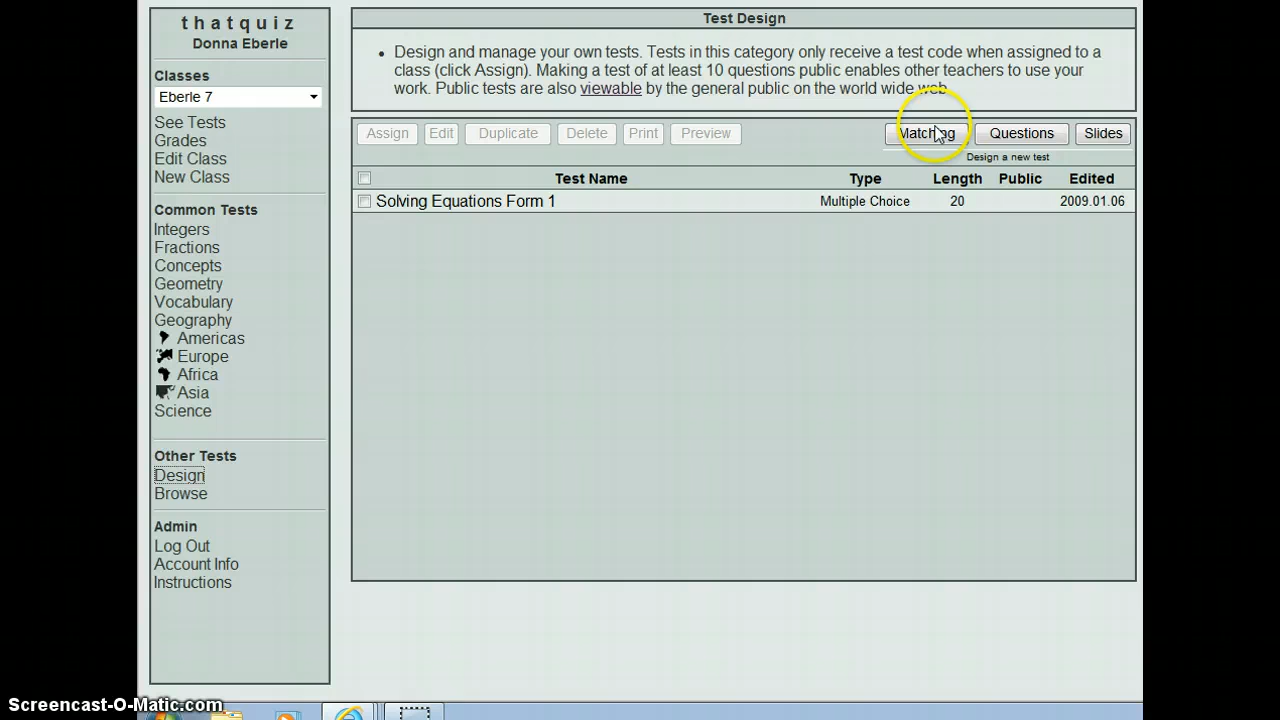 thatquiz
Donna Eberle
Classes
Eberle 7
See Tests
Grades
Edit Class
New Class
Common Tests
Integers
Fractions
Concepts
Geometry
Vocabulary
Geography
Americas
Europe
Africa
Asia
Science
Other Tests
Design
Browse
Admin
Log Out
Account Info
Instructions
Test Design
• Design and manage your own tests. Tests in this category only receive a test code when assigned to a
class (click Assign). Making a test of at least 10 questions public enables other teachers to use your
work. Public tests are also viewable by the general public on the world wide web.
Assign Edit Duplicate Delete Print Preview Matching Questions Slides
Design a new test
Test Name Type Length Public Edited
Solving Equations Form 1 Multiple Choice 20 2009.01.06
Screencast-O-Matic.com